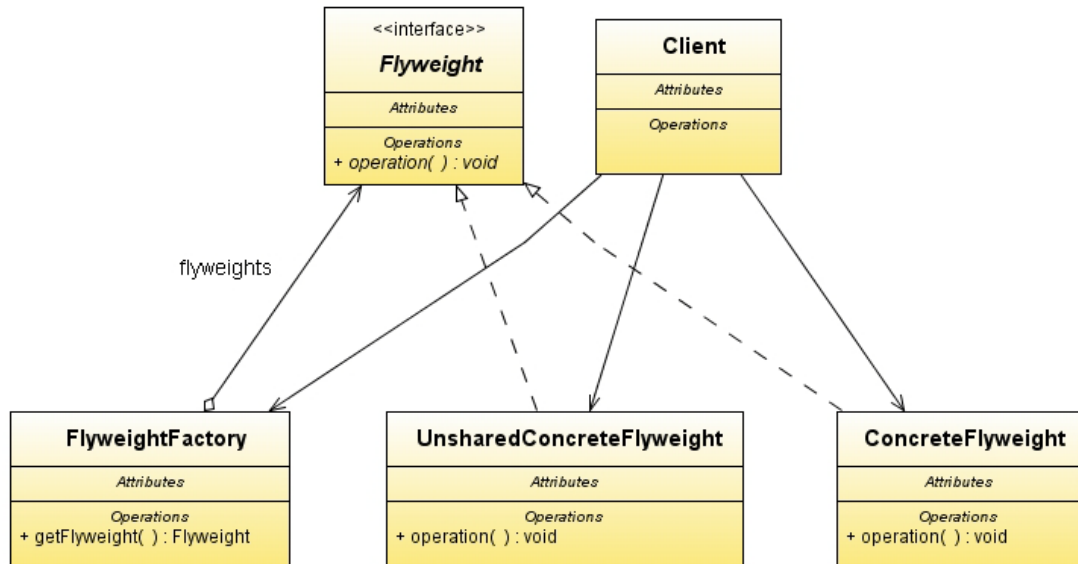 <<interface>>
Flyweight
Attributes
Operations
+ operation( ) : void
Client
Attributes
Operations
flyweights
FlyweightFactory
Attributes
Operations
+ getFlyweight( ) : Flyweight
UnsharedConcreteFlyweight
Attributes
Operations
+ operation( ) : void
ConcreteFlyweight
Attributes
Operations
+ operation( ) : void